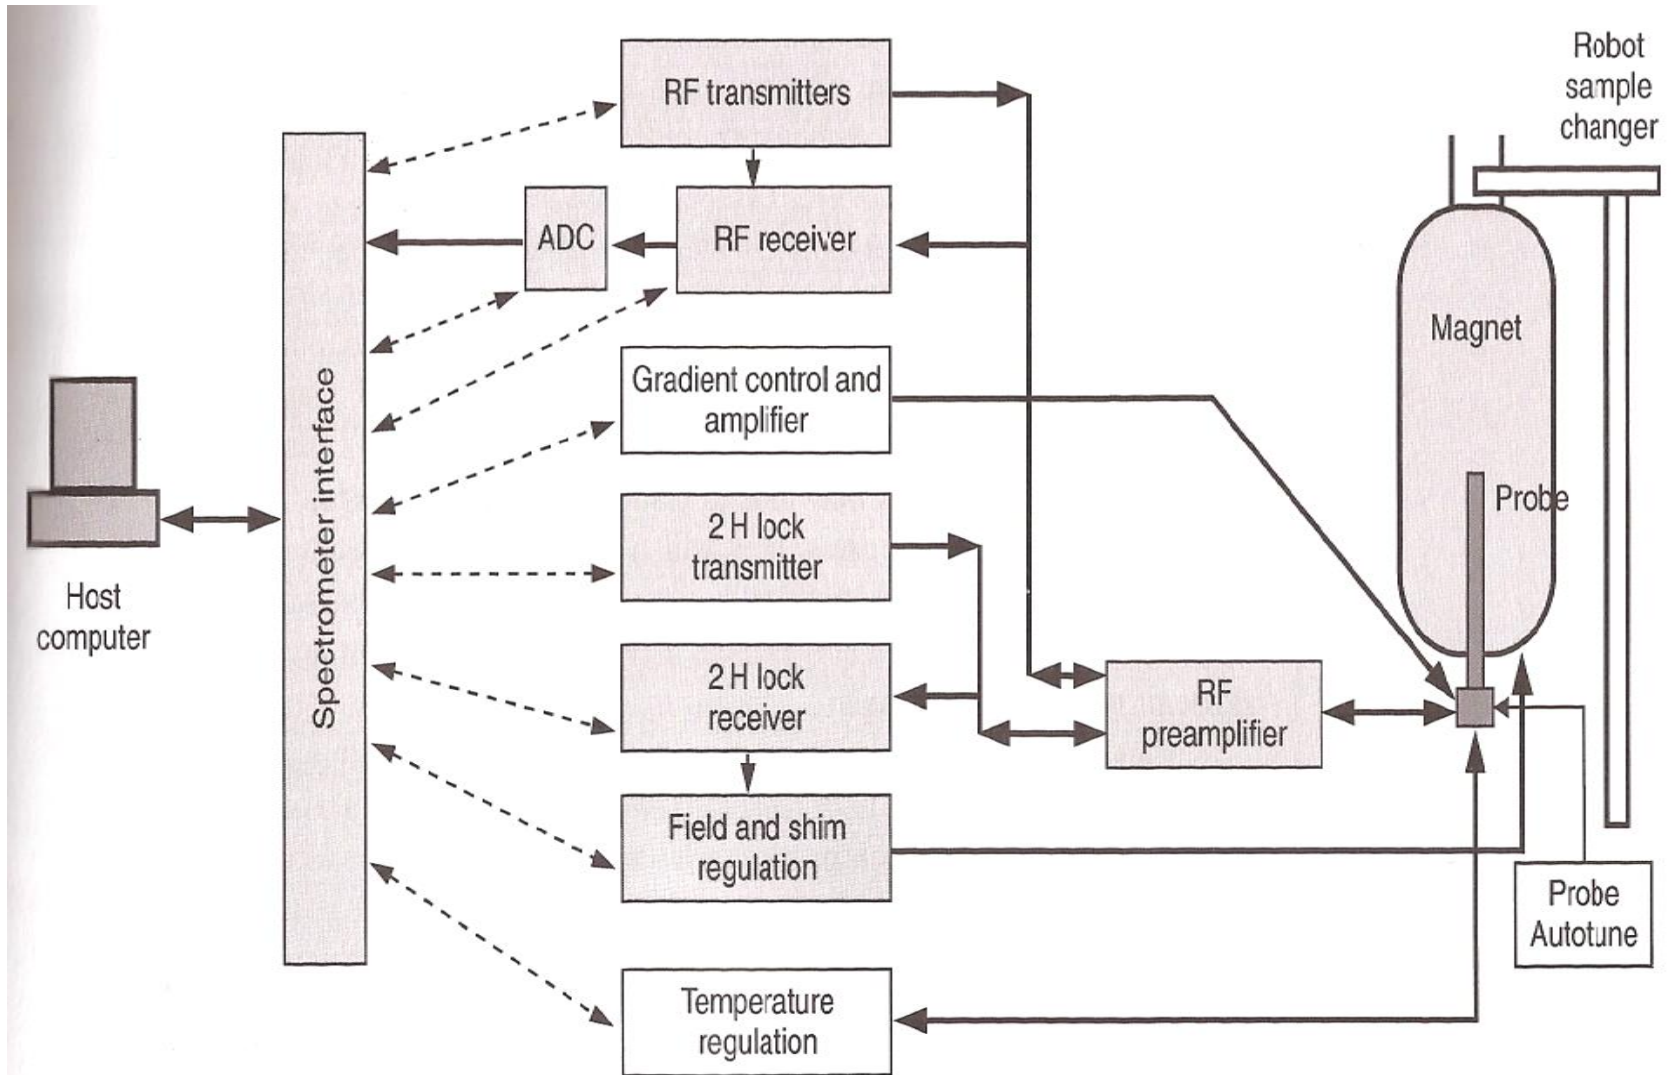 RF transmitters
Robot
sample
changer
ADC
RF receiver
Magnet
Gradient control and
amplifier
Spectrometer interface
Probe
2 H lock
transmitter
Host
computer
2 H lock
receiver
RF
preamplifier
Field and shim
regulation
Probe
Autotune
Temperature
regulation